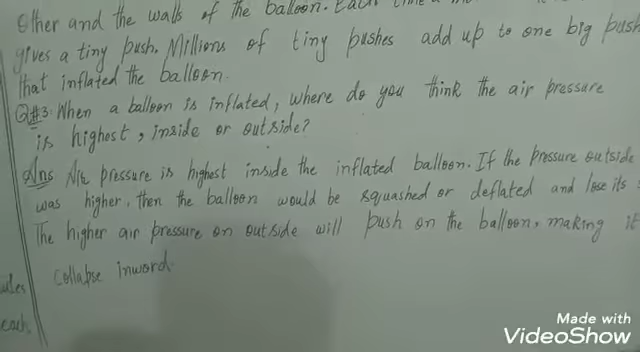 Other and the walls of the balloon. Each
gives a tiny push. Millions of tiny pushes add up to one big push
that inflated the balloon.
Q#3: When a balloon is inflated, where do you think the air pressure
is highest, inside or outside?
Ans Air pressure is highest inside the inflated balloon. If the pressure outside
was higher, then the balloon would be squashed or deflated and lose its
The higher air pressure on outside will push on the balloon, making it
collapse inword.
ules
each,
Made with
VideoShow